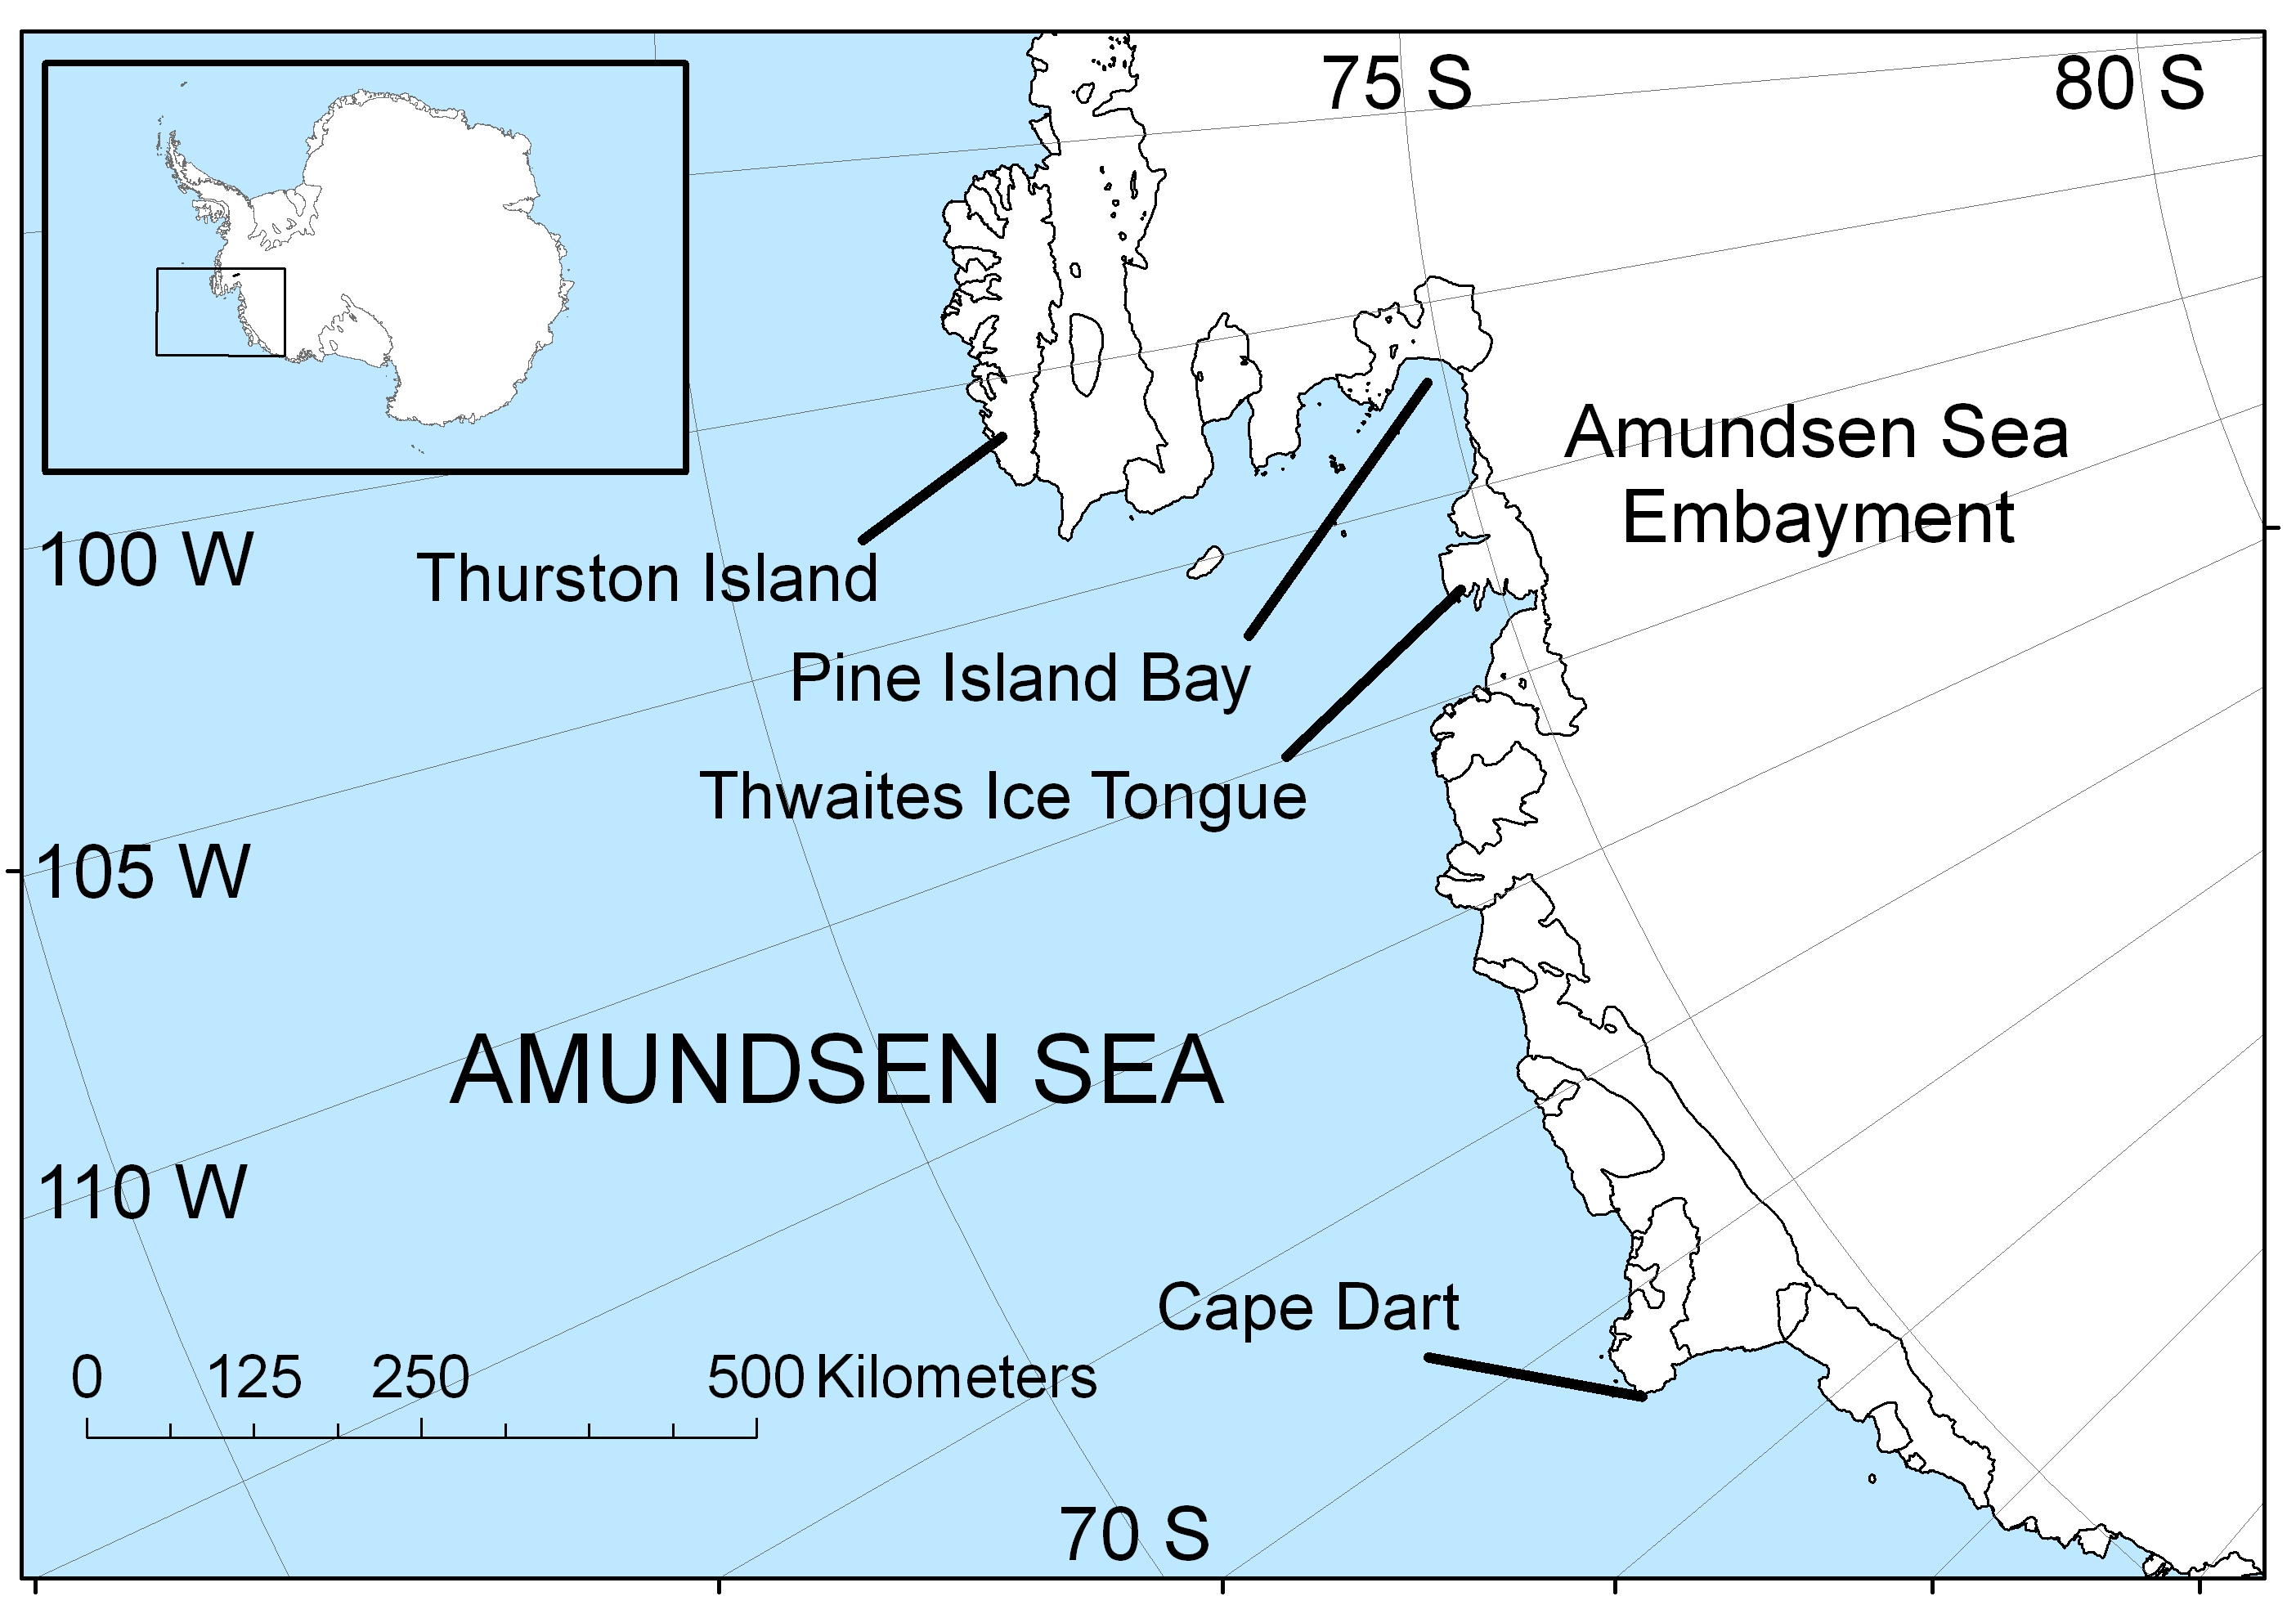 75 S
80 S
Amundsen Sea
Embayment
100 W
Thurston Island
Pine Island Bay
Thwaites Ice Tongue
105 W
AMUNDSEN SEA
110 W
Cape Dart
0 125 250 500 Kilometers
70 S